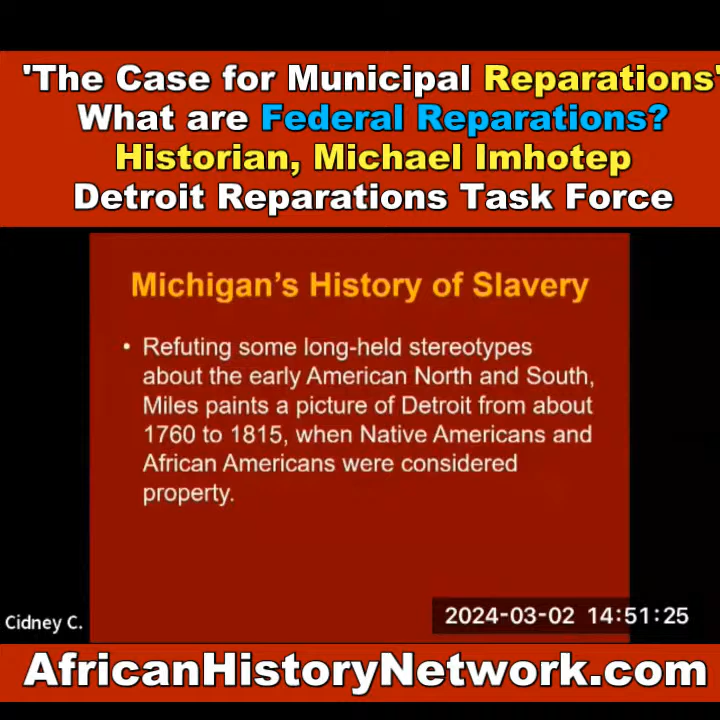 'The Case for Municipal Reparations'
What are Federal Reparations?
Historian, Michael Imhotep
Detroit Reparations Task Force
Michigan's History of Slavery
• Refuting some long-held stereotypes
about the early American North and South,
Miles paints a picture of Detroit from about
1760 to 1815, when Native Americans and
African Americans were considered
property.
Cidney C.
2024-03-02 14:51:25
AfricanHistoryNetwork.com